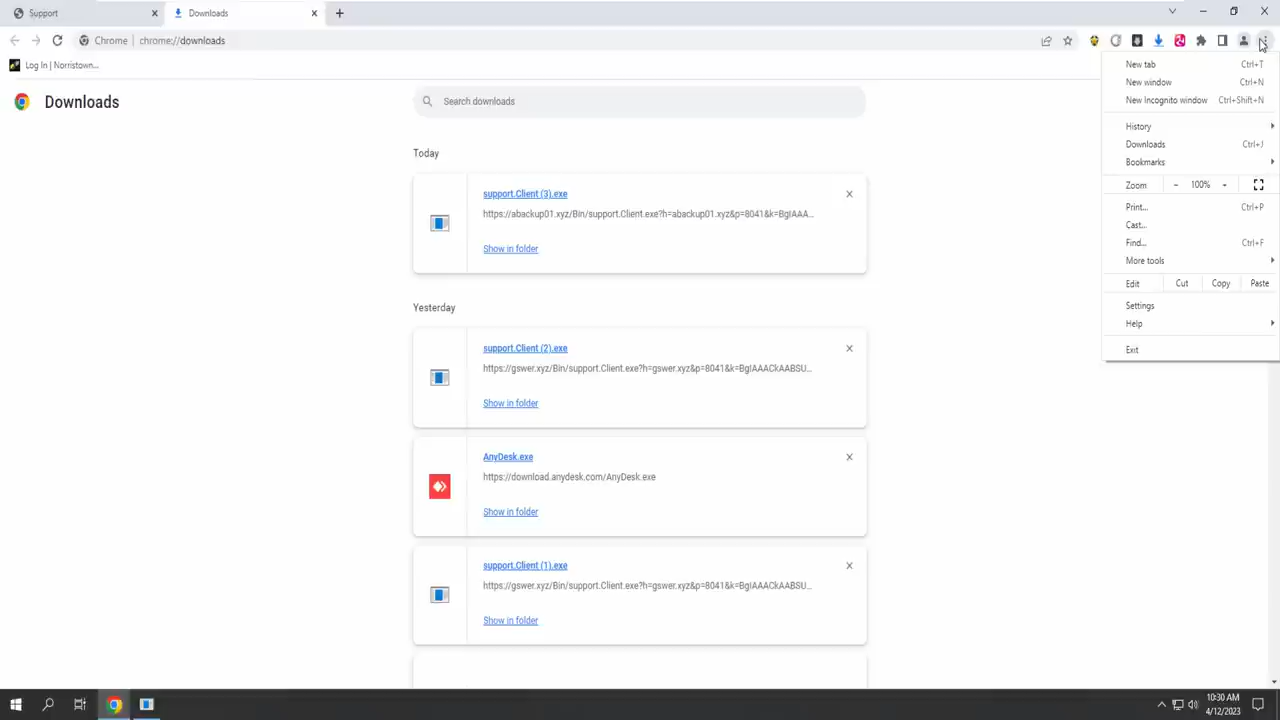 Support
Downloads
Chrome
chrome://downloads
Log In | Norristown...
Downloads
Search downloads
Today
support.Client (3).exe
https://abackup01.xyz/Bin/support.Client.exe?h=abackup01.xyz&p=8041&k=BgIAAA...
Show in folder
Yesterday
support.Client (2).exe
https://gswer.xyz/Bin/support.Client.exe?h=gswer.xyz&p=8041&k=BgIAAACkAABSU...
Show in folder
AnyDesk.exe
https://download.anydesk.com/AnyDesk.exe
Show in folder
support.Client (1).exe
https://gswer.xyz/Bin/support.Client.exe?h=gswer.xyz&p=8041&k=BgIAAACkAABSU...
Show in folder
New tab Ctrl+T
New window Ctrl+N
New Incognito window Ctrl+Shift+N
History
Downloads Ctrl+J
Bookmarks
Zoom - 100% +
Print... Ctrl+P
Cast...
Find... Ctrl+F
More tools
Edit Cut Copy Paste
Settings
Help
Exit
10:30 AM
4/12/2023